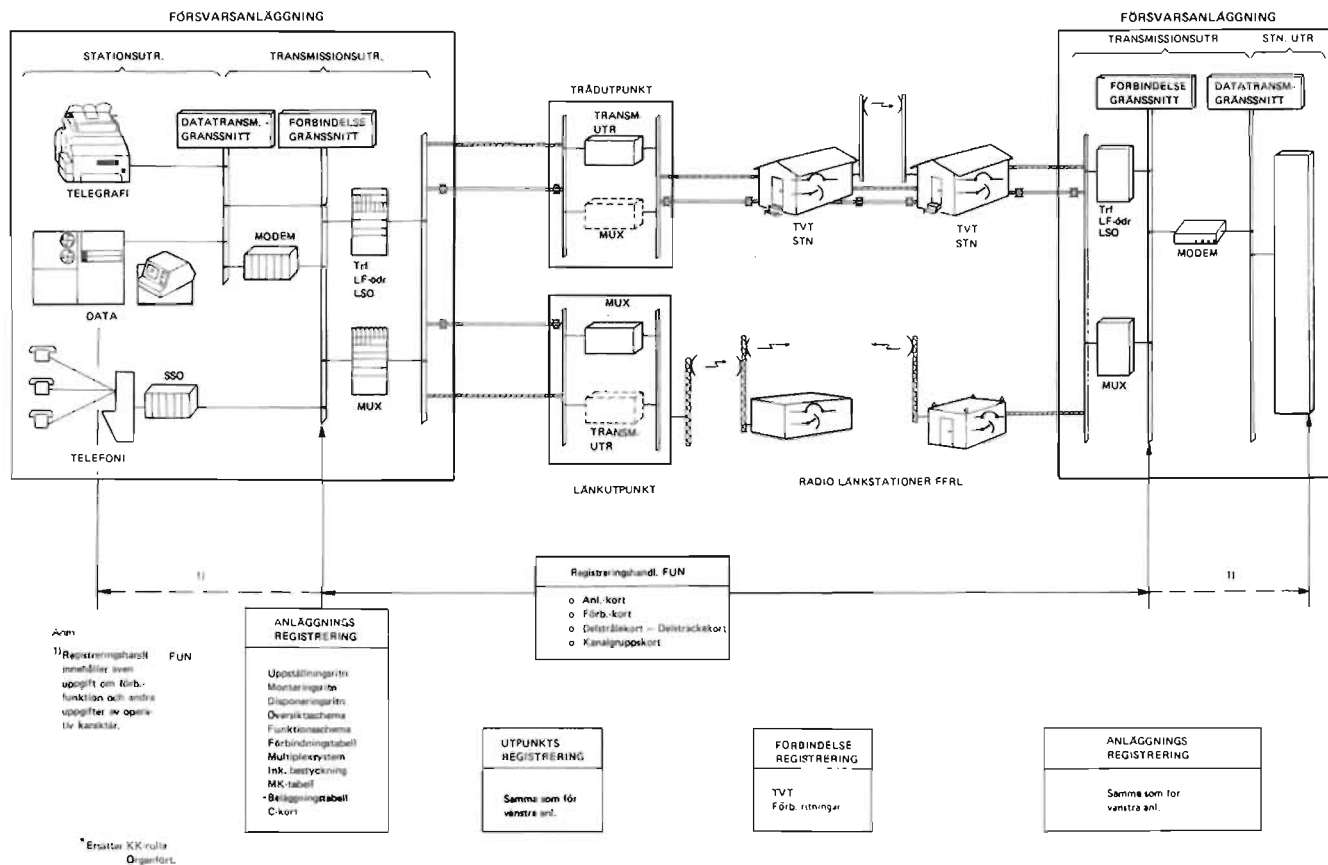 FÖRSVARSANLÄGGNING
STATIONSUTR.
TRANSMISSIONSUTR.
DATATRANSM.-
GRÄNSSNITT
FÖRBINDELSE
GRÄNSSNITT
TELEGRAFI
MODEM
Trf
LF-ödr
LSO
DATA
SSO
MUX
TELEFONI
TRÅDUTPUNKT
TRANSM-
UTR
MUX
MUX
TRANSM-
UTR
LÄNKUTPUNKT
TVT
STN
TVT
STN
RADIO LÄNKSTATIONER FFRL
FÖRSVARSANLÄGGNING
TRANSMISSIONSUTR
STN. UTR
FÖRBINDELSE
GRÄNSSNITT
DATATRANSM-
GRÄNSSNITT
Trf
LF-ödr
LSO
MODEM
MUX
1)
Registreringshandl. FUN
o Anl.-kort
o Förb.-kort
o Delstrålekort – Delsträckekort
o Kanalgruppskort
1)
Anm
1) Registreringshandl FUN
innehåller även
uppgift om förb.-
funktion och andra
uppgifter av opera-
tiv karaktär.
ANLÄGGNINGS
REGISTRERING
Uppställningsritn
Monteringsritn
Disponeringsritn
Översiktsschema
Funktionsschema
Förbindningstabell
Multiplexsystem
Ink. bestyckning
MK-tabell
*Beläggningstabell
C-kort
*Ersätter KK-rulla
Organfört.
UTPUNKTS
REGISTRERING
Samma som för
vänstra anl.
FÖRBINDELSE
REGISTRERING
TVT
Förb. ritningar
ANLÄGGNINGS
REGISTRERING
Samma som för
vänstra anl.